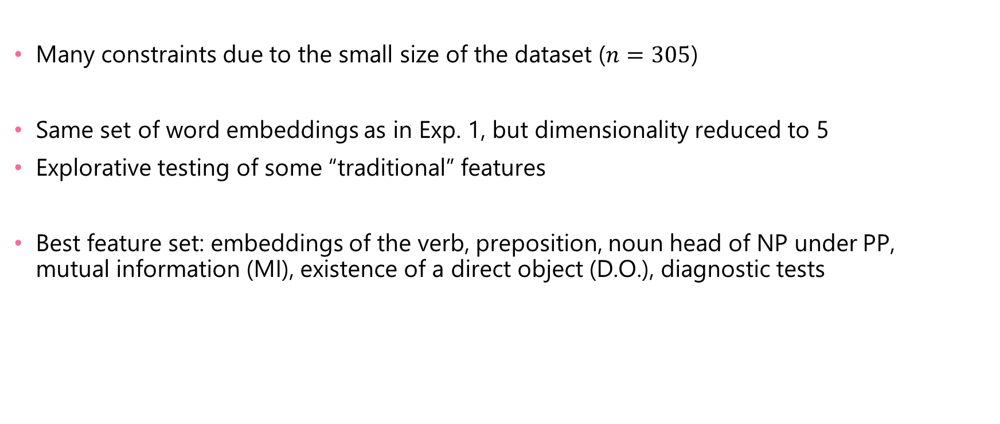 • Many constraints due to the small size of the dataset (n = 305)
• Same set of word embeddings as in Exp. 1, but dimensionality reduced to 5
• Explorative testing of some “traditional” features
• Best feature set: embeddings of the verb, preposition, noun head of NP under PP,
mutual information (MI), existence of a direct object (D.O.), diagnostic tests